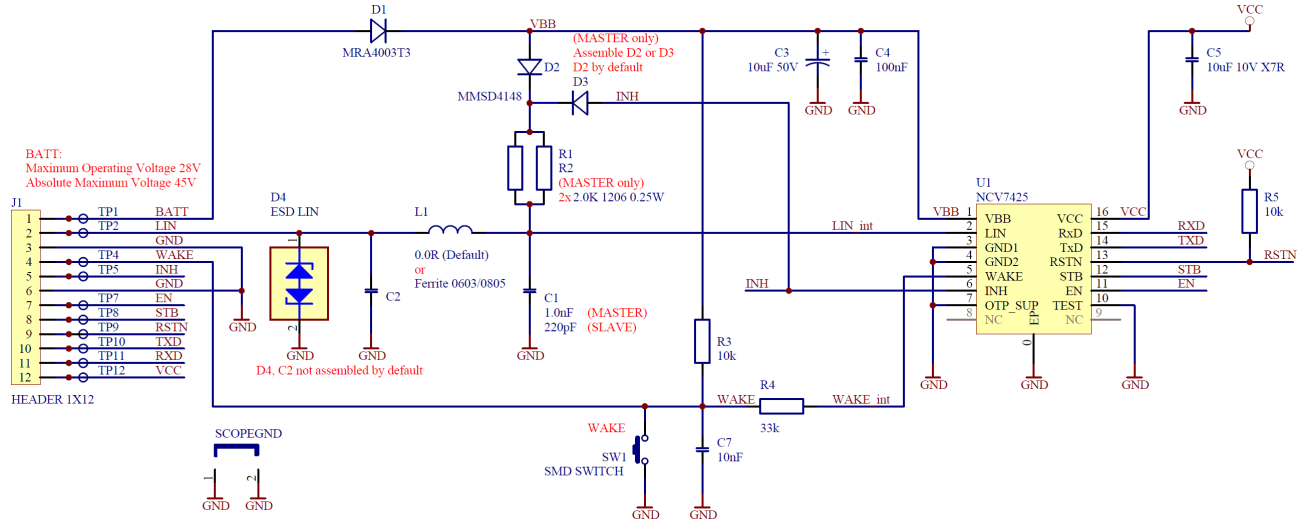 D1
MRA4003T3
VBB
(MASTER only)
Assemble D2 or D3
D2 by default
D2
D3
MMSD4148
INH
C3
10uF 50V
+
GND
C4
100nF
GND
VCC
C5
10uF 10V X7R
GND
R1
R2
(MASTER only)
2x 2.0K 1206 0.25W
BATT:
Maximum Operating Voltage 28V
Absolute Maximum Voltage 45V
J1
1 TP1 BATT
2 TP2 LIN
3 GND
4 TP4 WAKE
5 TP5 INH
6 GND
7 TP7 EN
8 TP8 STB
9 TP9 RSTN
10 TP10 TXD
11 TP11 RXD
12 TP12 VCC
HEADER 1X12
GND
D4
ESD LIN
1
2
GND
C2
GND
D4, C2 not assembled by default
L1
0.0R (Default)
or
Ferrite 0603/0805
C1
1.0nF (MASTER)
220pF (SLAVE)
GND
LIN_int
INH
U1
NCV7425
VBB 1 VBB VCC 16 VCC
2 LIN RxD 15 RXD
3 GND1 TxD 14 TXD
4 GND2 RSTN 13 RSTN
5 WAKE STB 12 STB
6 INH EN 11 EN
7 OTP_SUP TEST 10
8 NC NC 9
EP
0
GND
GND
GND
VCC
R5
10k
R3
10k
WAKE
R4
33k
WAKE_int
WAKE
SW1
SMD SWITCH
GND
C7
10nF
GND
SCOPEGND
1
2
GND
GND